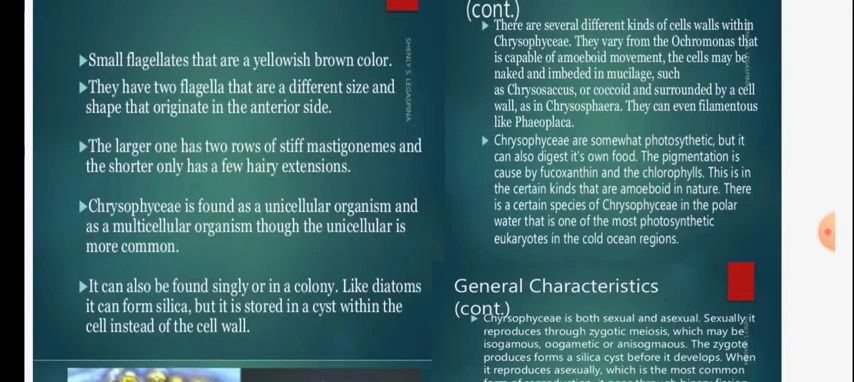 Small flagellates that are a yellowish brown color.
They have two flagella that are a different size and
shape that originate in the anterior side.
The larger one has two rows of stiff mastigonemes and
the shorter only has a few hairy extensions.
Chrysophyceae is found as a unicellular organism and
as a multicellular organism though the unicellular is
more common.
It can also be found singly or in a colony. Like diatoms
it can form silica, but it is stored in a cyst within the
cell instead of the cell wall.
SHENLY S. LEGASPINA
(cont.)
There are several different kinds of cells walls within
Chrysophyceae. They vary from the Ochromonas that
is capable of amoeboid movement, the cells may be
naked and imbeded in mucilage, such
as Chrysosaccus, or coccoid and surrounded by a cell
wall, as in Chrysosphaera. They can even filamentous
like Phaeoplaca.
Chrysophyceae are somewhat photosythetic, but it
can also digest it's own food. The pigmentation is
cause by fucoxanthin and the chlorophylls. This is in
the certain kinds that are amoeboid in nature. There
is a certain species of Chrysophyceae in the polar
water that is one of the most photosynthetic
eukaryotes in the cold ocean regions.
General Characteristics
(cont.)
Chyrsophyceae is both sexual and asexual. Sexually it
reproduces through zygotic meiosis, which may be
isogamous, oogametic or anisogmaous. The zygote
produces forms a silica cyst before it develops. When
it reproduces asexually, which is the most common
form of reproduction, it goes through binary fission